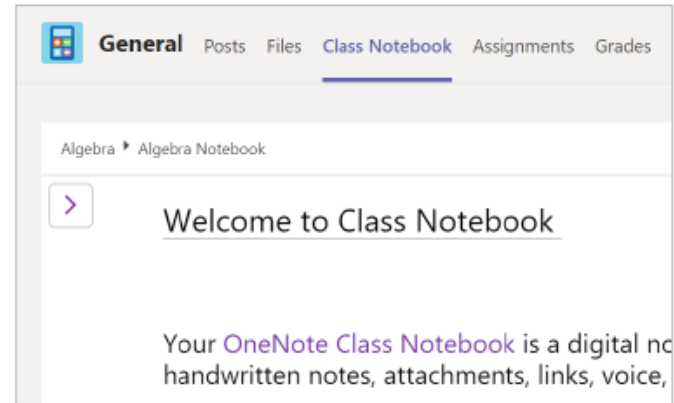 General Posts Files Class Notebook Assignments Grades
Algebra Algebra Notebook
Welcome to Class Notebook
Your OneNote Class Notebook is a digital
handwritten notes, attachments, links, voice,